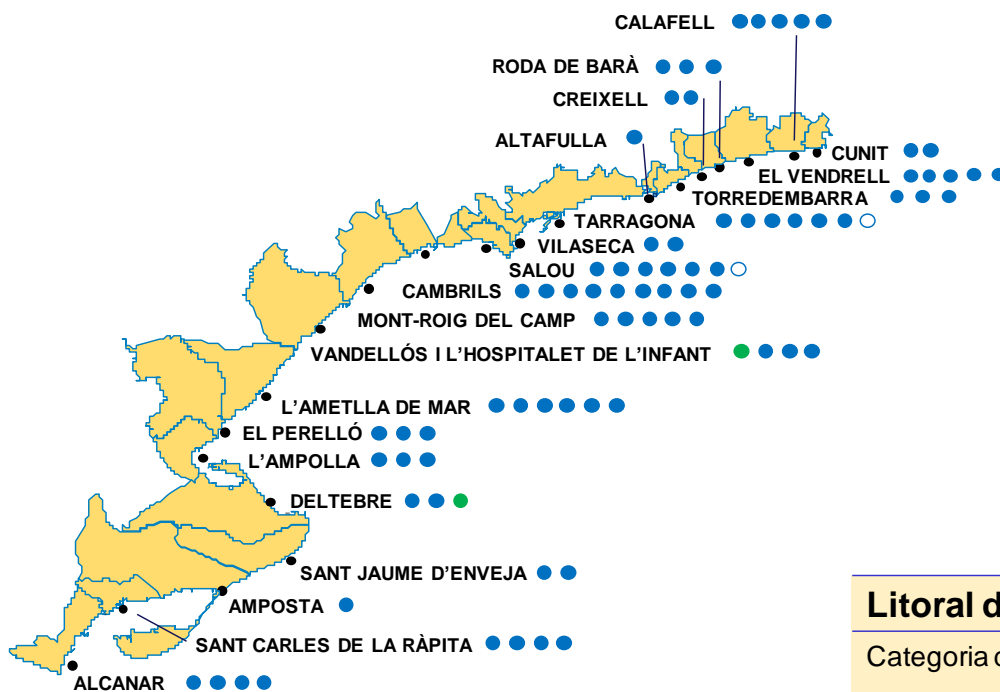 CALAFELL
RODA DE BARÀ
CREIXELL
ALTAFULLA
CUNIT
EL VENDRELL
TORREDEMBARRA
TARRAGONA
VILASECA
SALOU
CAMBRILS
MONT-ROIG DEL CAMP
VANDELLÓS I L'HOSPITALET DE L'INFANT
L'AMETLLA DE MAR
EL PERELLÓ
L'AMPOLLA
DELTEBRE
SANT JAUME D'ENVEJA
AMPOSTA
SANT CARLES DE LA RÀPITA
ALCANAR
Litoral d
Categoria